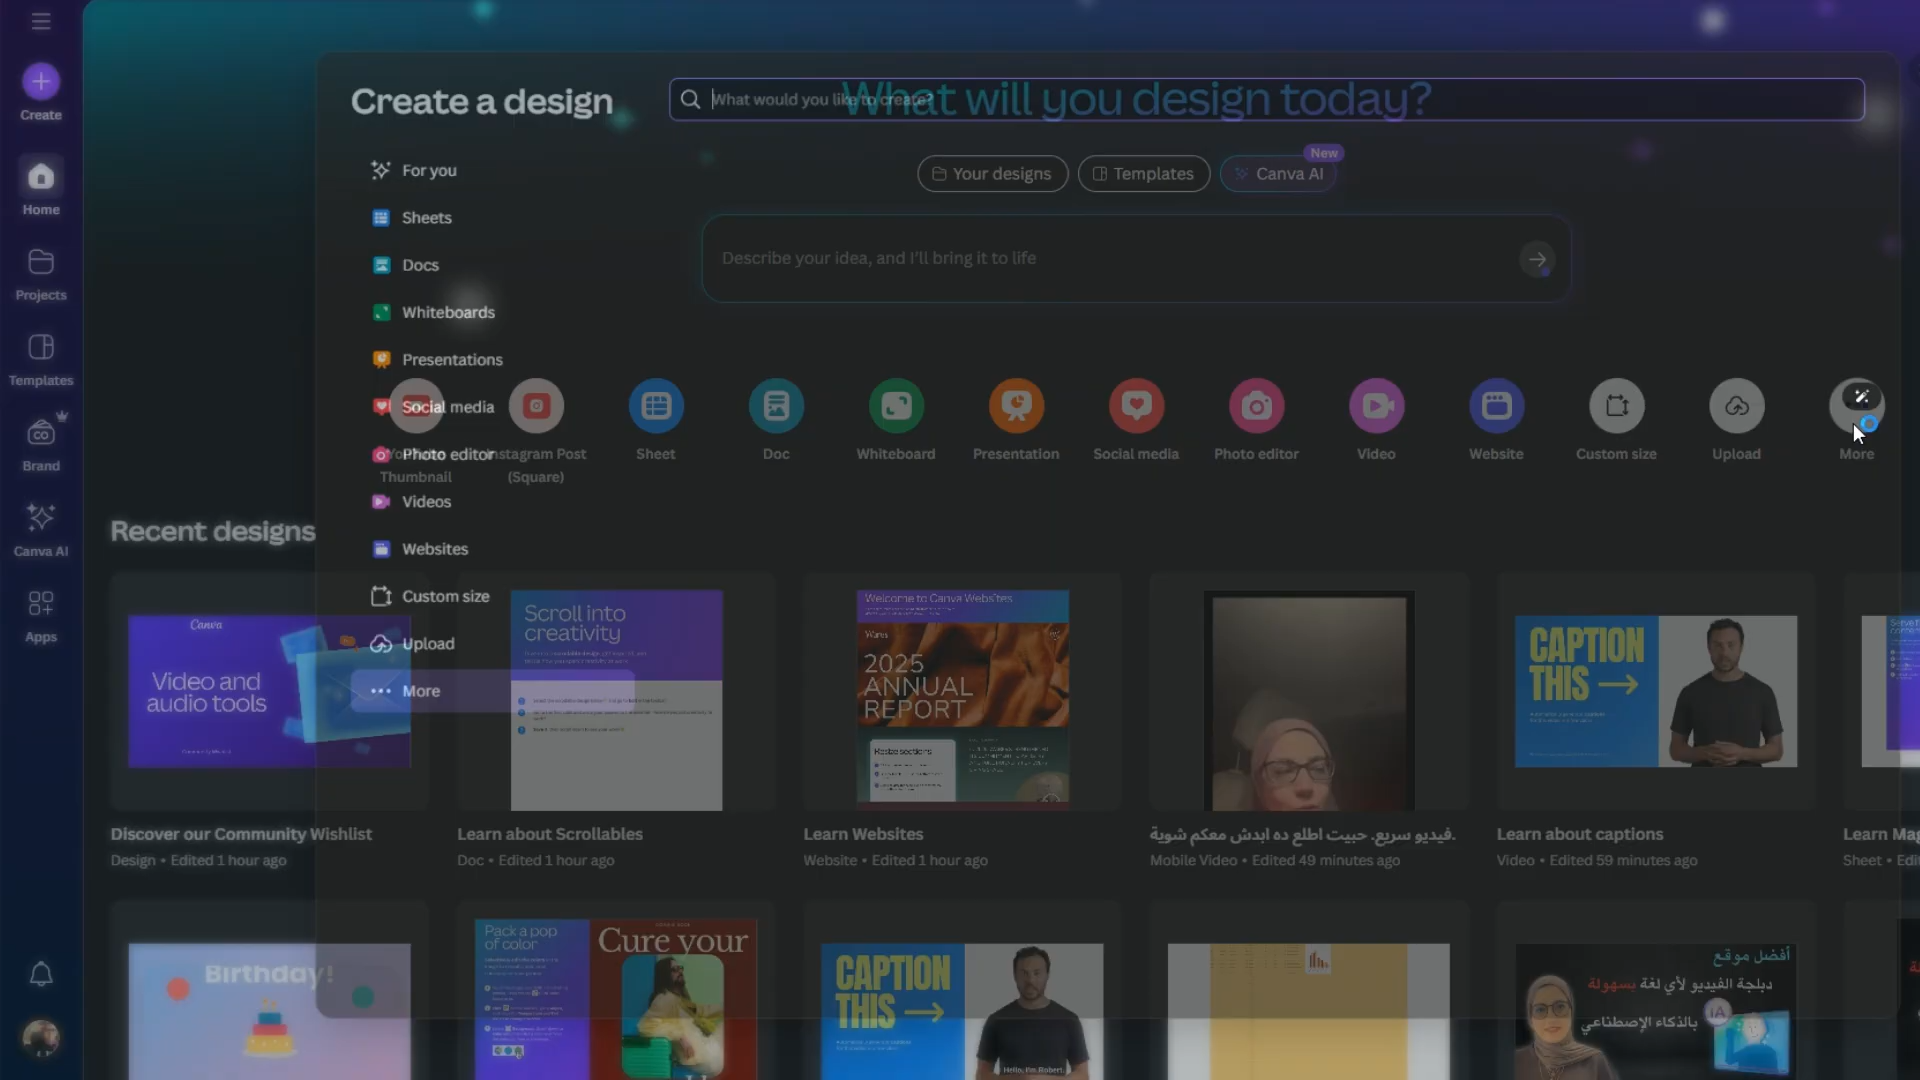 Create
Home
Projects
Templates
Brand
Canva AI
Apps
Create a design
What would you like to create?
What will you design today?
For you
Sheets
Docs
Whiteboards
Presentations
Social media
Photo editor
Videos
Websites
Custom size
Upload
More
Your designs
Templates
Canva AI
New
Describe your idea, and I'll bring it to life
Thumbnail
Instagram Post
(Square)
Sheet
Doc
Whiteboard
Presentation
Social media
Photo editor
Video
Website
Custom size
Upload
More
Recent designs
Canva
Video and
audio tools
Scroll into
creativity
Welcome to Canva Websites
2025
ANNUAL
REPORT
Resize sections
CAPTION
THIS →
Discover our Community Wishlist
Design • Edited 1 hour ago
Learn about Scrollables
Doc • Edited 1 hour ago
Learn Websites
Website • Edited 1 hour ago
فيديو سريع. حبيت اطلع ده ابدش معكم شوية.
Mobile Video • Edited 49 minutes ago
Learn about captions
Video • Edited 59 minutes ago
Learn Mag
Sheet • Edi
Birthday!
Pack a pop
of color
Cure your
CAPTION
THIS →
Hello, I'm Robert.
أفضل موقع
دبلجة الفيديو لأي لغة بسهولة
بالذكاء الإصطناعي
iA